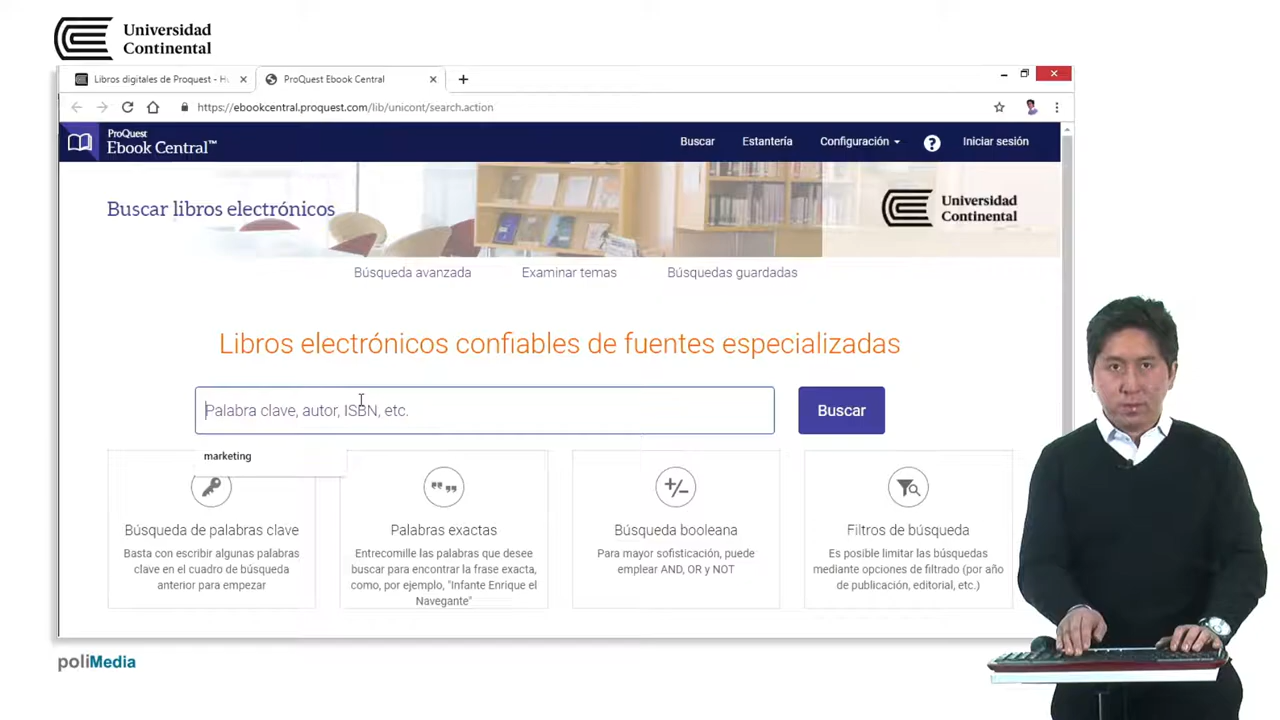 Universidad
Continental
Libros digitales de Proquest - Hu
ProQuest Ebook Central
https://ebookcentral.proquest.com/lib/unicont/search.action
ProQuest
Ebook Central™
Buscar
Estantería
Configuración
?
Iniciar sesión
Buscar libros electrónicos
Universidad
Continental
Búsqueda avanzada
Examinar temas
Búsquedas guardadas
Libros electrónicos confiables de fuentes especializadas
Palabra clave, autor, ISBN, etc.
Buscar
marketing
Búsqueda de palabras clave
Basta con escribir algunas palabras
clave en el cuadro de búsqueda
anterior para empezar
Palabras exactas
Entrecomille las palabras que desee
buscar para encontrar la frase exacta,
como, por ejemplo, "Infante Enrique el
Navegante"
+/-
Búsqueda booleana
Para mayor sofisticación, puede
emplear AND, OR y NOT
Filtros de búsqueda
Es posible limitar las búsquedas
mediante opciones de filtrado (por año
de publicación, editorial, etc.)
poliMedia